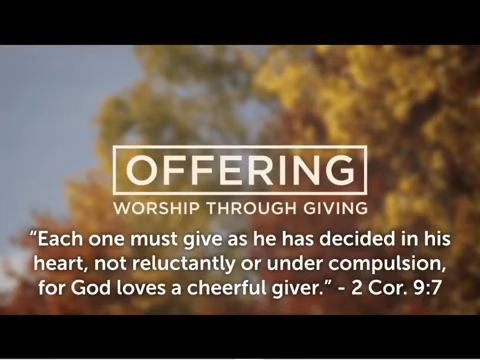 OFFERING
WORSHIP THROUGH GIVING
“Each one must give as he has decided in his
heart, not reluctantly or under compulsion,
for God loves a cheerful giver.” - 2 Cor. 9:7